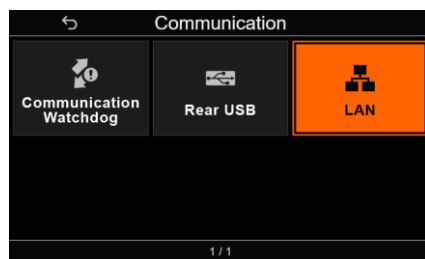 Communication
Communication
Watchdog
Rear USB
LAN
1 / 1